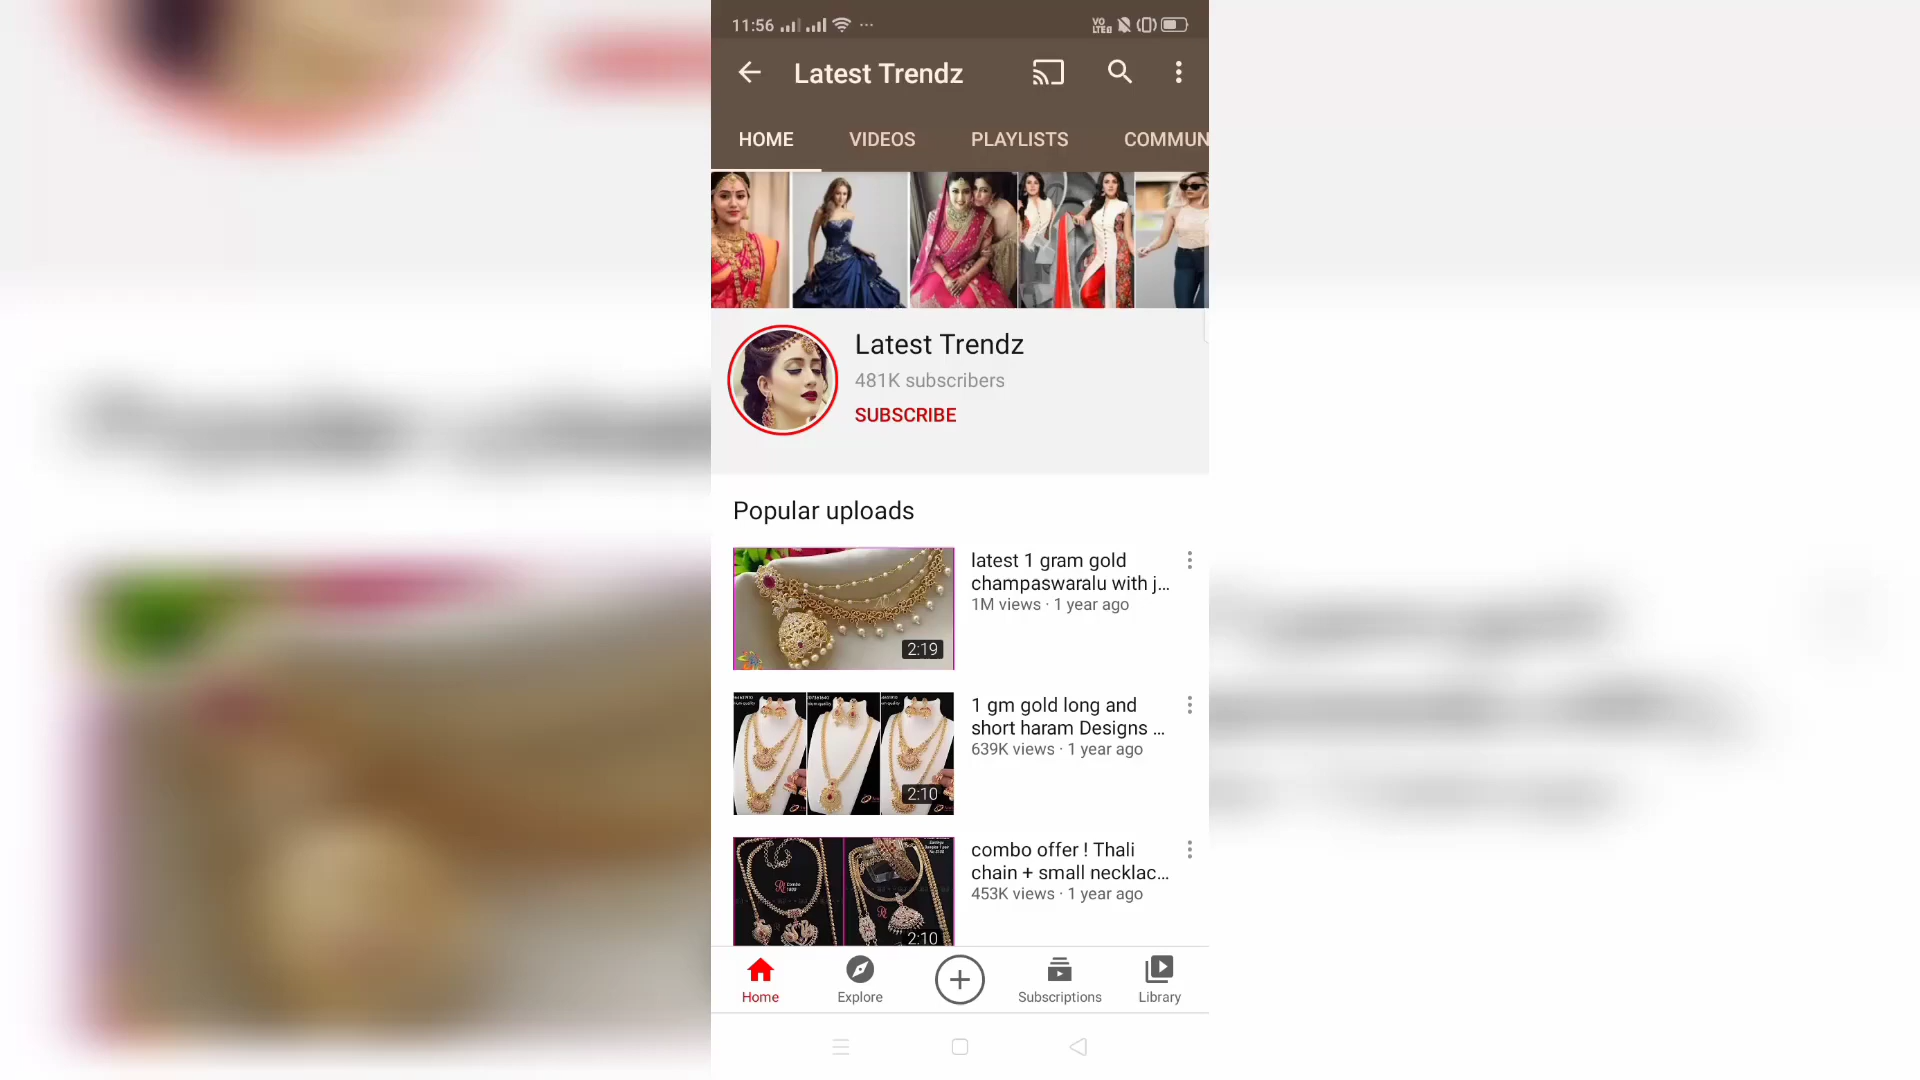 11:56
VO LTE
Latest Trendz
HOME VIDEOS PLAYLISTS COMMUN
Latest Trendz
481K subscribers
SUBSCRIBE
Popular uploads
latest 1 gram gold
champaswaralu with j...
1M views · 1 year ago
2:19
1 gm gold long and
short haram Designs ...
639K views · 1 year ago
2:10
combo offer ! Thali
chain + small necklac...
453K views · 1 year ago
2:10
Home Explore Subscriptions Library